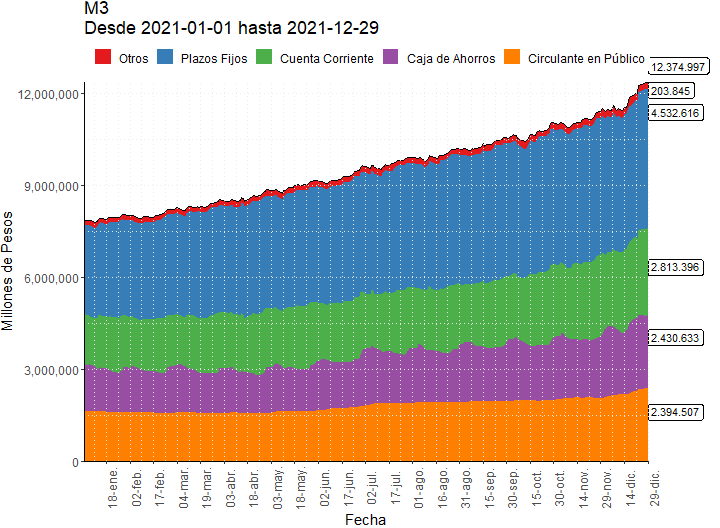 M3
Desde 2021-01-01 hasta 2021-12-29
Otros Plazos Fijos Cuenta Corriente Caja de Ahorros Circulante en Público
12.374.997
203.845
4.532.616
2.813.396
2.430.633
2.394.507
Millones de Pesos
12,000,000
9,000,000
6,000,000
3,000,000
0
18-ene. 02-feb. 17-feb. 04-mar. 19-mar. 03-abr. 18-abr. 03-may. 18-may. 02-jun. 17-jun. 02-jul. 17-jul. 01-ago. 16-ago. 31-ago. 15-sep. 30-sep. 15-oct. 30-oct. 14-nov. 29-nov. 14-dic. 29-dic.
Fecha